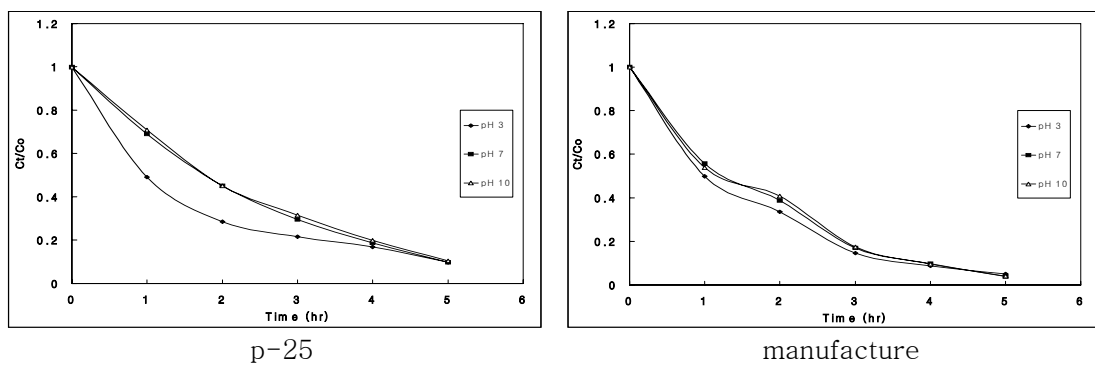 1.2
1
0.8
0.6
0.4
0.2
0
Ct/Co
0 1 2 3 4 5 6
Time (hr)
pH 3
pH 7
pH 10
p-25
1.2
1
0.8
0.6
0.4
0.2
0
Ct/Co
0 1 2 3 4 5 6
Time (hr)
pH 3
pH 7
pH 10
manufacture